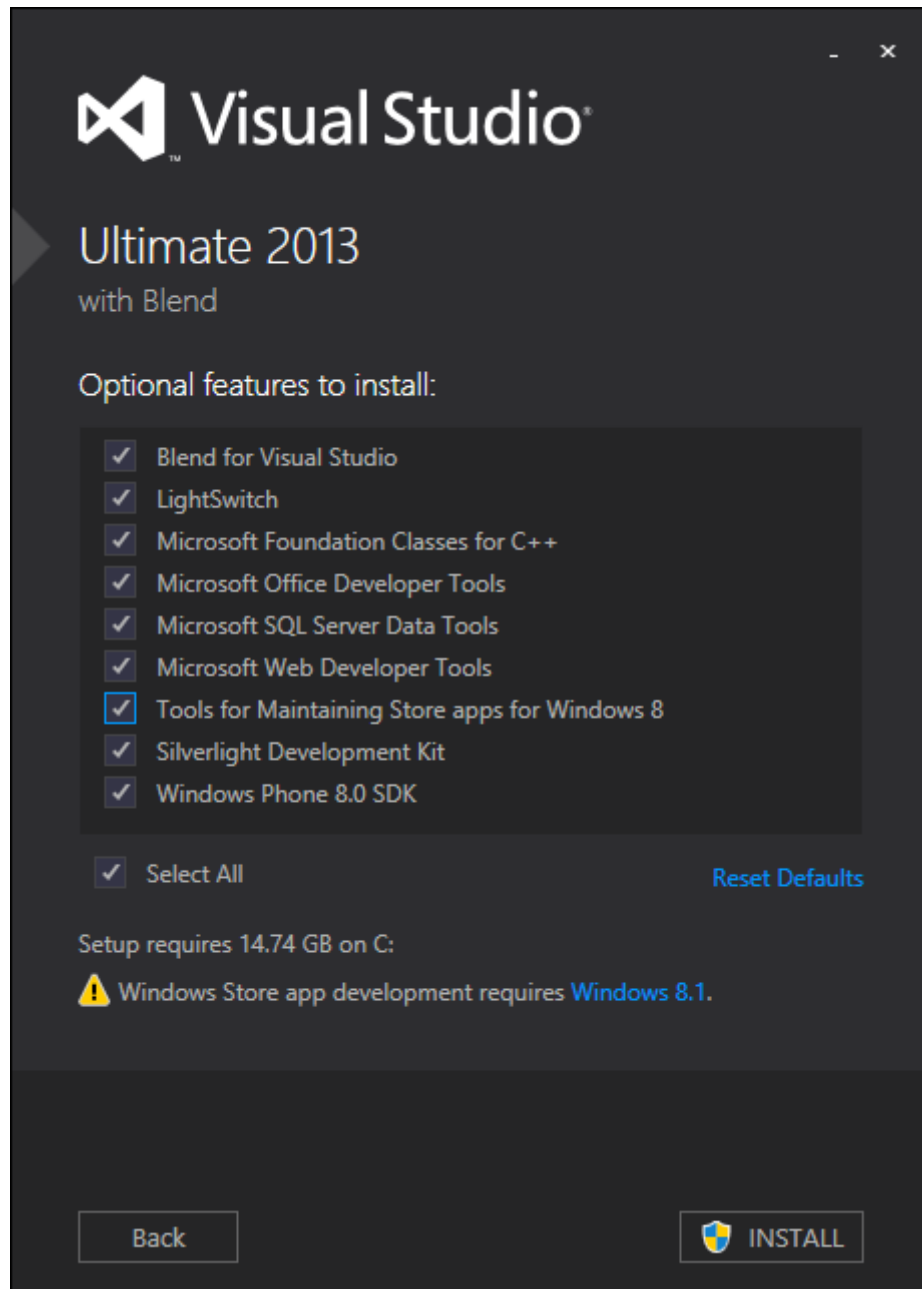 Visual Studio®
™
Ultimate 2013
with Blend
Optional features to install:
Blend for Visual Studio
LightSwitch
Microsoft Foundation Classes for C++
Microsoft Office Developer Tools
Microsoft SQL Server Data Tools
Microsoft Web Developer Tools
Tools for Maintaining Store apps for Windows 8
Silverlight Development Kit
Windows Phone 8.0 SDK
Select All
Reset Defaults
Setup requires 14.74 GB on C:
Windows Store app development requires Windows 8.1.
Back
INSTALL